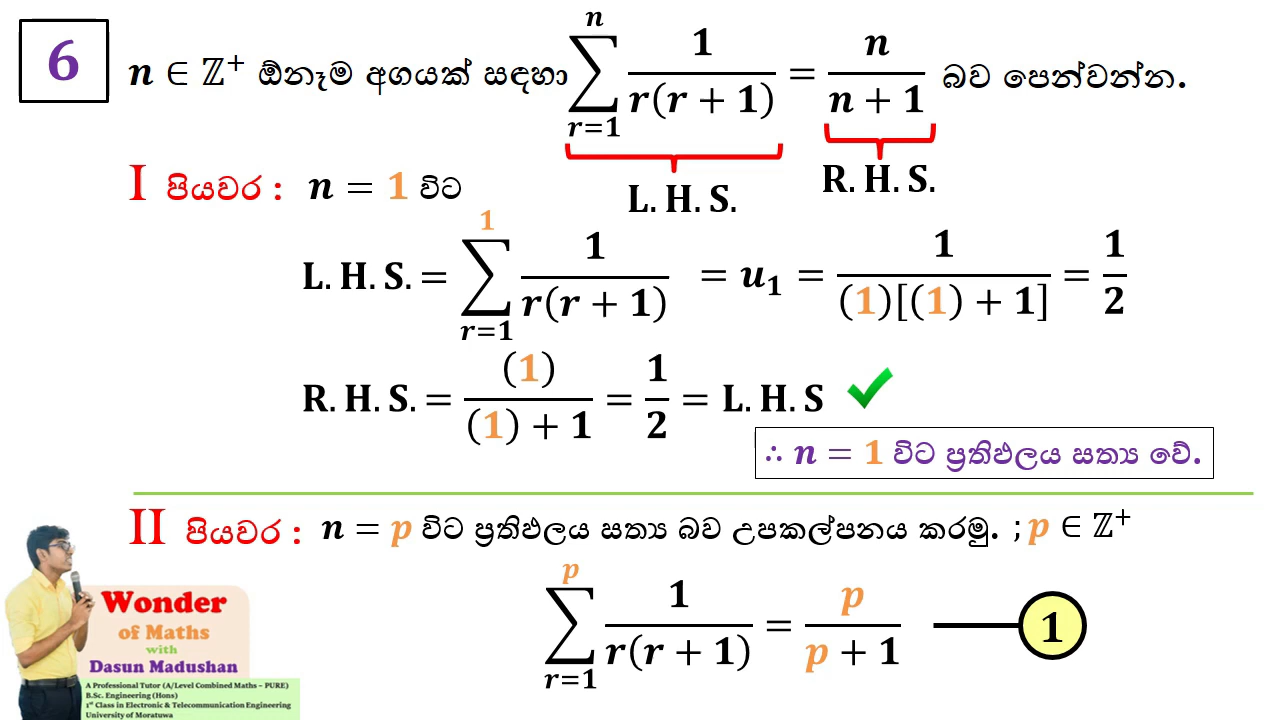 6
n ∈ ℤ⁺ ඕනෑම අගයක් සඳහා ∑_{r=1}^{n} 1/(r(r + 1)) = n/(n + 1) බව පෙන්වන්න.
L. H. S.
R. H. S.
I පියවර : n = 1 විට
L. H. S. = ∑_{r=1}^{1} 1/(r(r + 1)) = u₁ = 1/((1)[(1) + 1]) = 1/2
R. H. S. = (1)/((1) + 1) = 1/2 = L. H. S
∴ n = 1 විට ප්‍රතිඵලය සත්‍ය වේ.
II පියවර : n = p විට ප්‍රතිඵලය සත්‍ය බව උපකල්පනය කරමු. ; p ∈ ℤ⁺
∑_{r=1}^{p} 1/(r(r + 1)) = p/(p + 1) 1
Wonder
of Maths
with
Dasun Madushan
A Professional Tutor (A/Level Combined Maths – PURE)
B.Sc. Engineering (Hons)
1st Class in Electronic & Telecommunication Engineering
University of Moratuwa